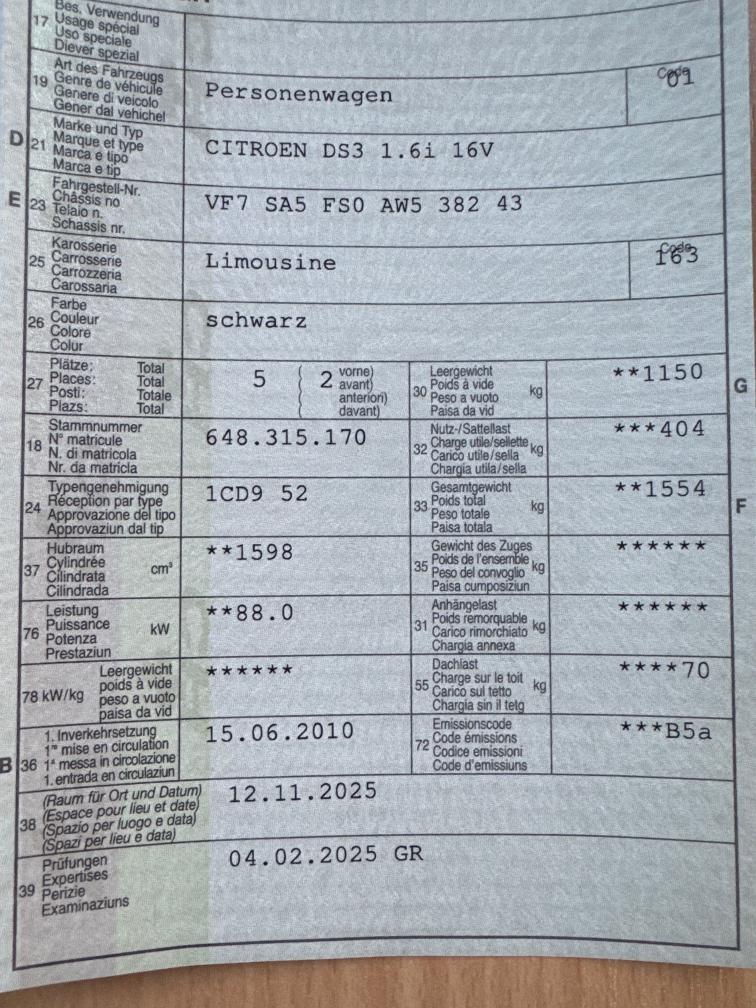 17 Bes. Verwendung
Usage spécial
Uso speciale
Diever spezial
19 Art des Fahrzeugs
Genre de véhicule
Genere di veicolo
Gener dal vehichel
Personenwagen
Code
01
D 21 Marke und Typ
Marque et type
Marca e tipo
Marca e tip
CITROEN DS3 1.6i 16V
E 23 Fahrgestell-Nr.
Châssis no
Telaio n.
Schassis nr.
VF7 SA5 FS0 AW5 382 43
25 Karosserie
Carrosserie
Carrozzeria
Carossaria
Limousine
Code
163
26 Farbe
Couleur
Colore
Colur
schwarz
27 Plätze: Total
Places: Total
Posti: Totale
Plazs: Total
5 ( 2 vorne)
( avant)
( anteriori)
( davant)
30 Leergewicht
Poids à vide kg
Peso a vuoto
Paisa da vid
**1150
G
18 Stammnummer
N° matricule
N. di matricola
Nr. da matricla
648.315.170
32 Nutz-/Sattellast
Charge utile/sellette kg
Carico utile/sella
Chargia utila/sella
***404
24 Typengenehmigung
Réception par type
Approvazione del tipo
Approvaziun dal tip
1CD9 52
33 Gesamtgewicht
Poids total kg
Peso totale
Paisa totala
**1554
F
37 Hubraum
Cylindrée cm³
Cilindrata
Cilindrada
**1598
35 Gewicht des Zuges
Poids de l'ensemble kg
Peso del convoglio
Paisa cumposiziun
******
76 Leistung
Puissance kW
Potenza
Prestaziun
**88.0
31 Anhängelast
Poids remorquable
Carico rimorchiato kg
Chargia annexa
******
78 kW/kg Leergewicht
poids à vide
peso a vuoto
paisa da vid
******
55 Dachlast
Charge sur le toit kg
Carico sul tetto
Chargia sin il tetg
****70
B 36 1. Inverkehrsetzung
1re mise en circulation
1a messa in circolazione
1. entrada en circulaziun
15.06.2010
72 Emissionscode
Code émissions
Codice emissioni
Code d'emissiuns
***B5a
38 (Raum für Ort und Datum)
(Espace pour lieu et date)
(Spazio per luogo e data)
(Spazi per lieu e data)
12.11.2025
39 Prüfungen
Expertises
Perizie
Examinaziuns
04.02.2025 GR